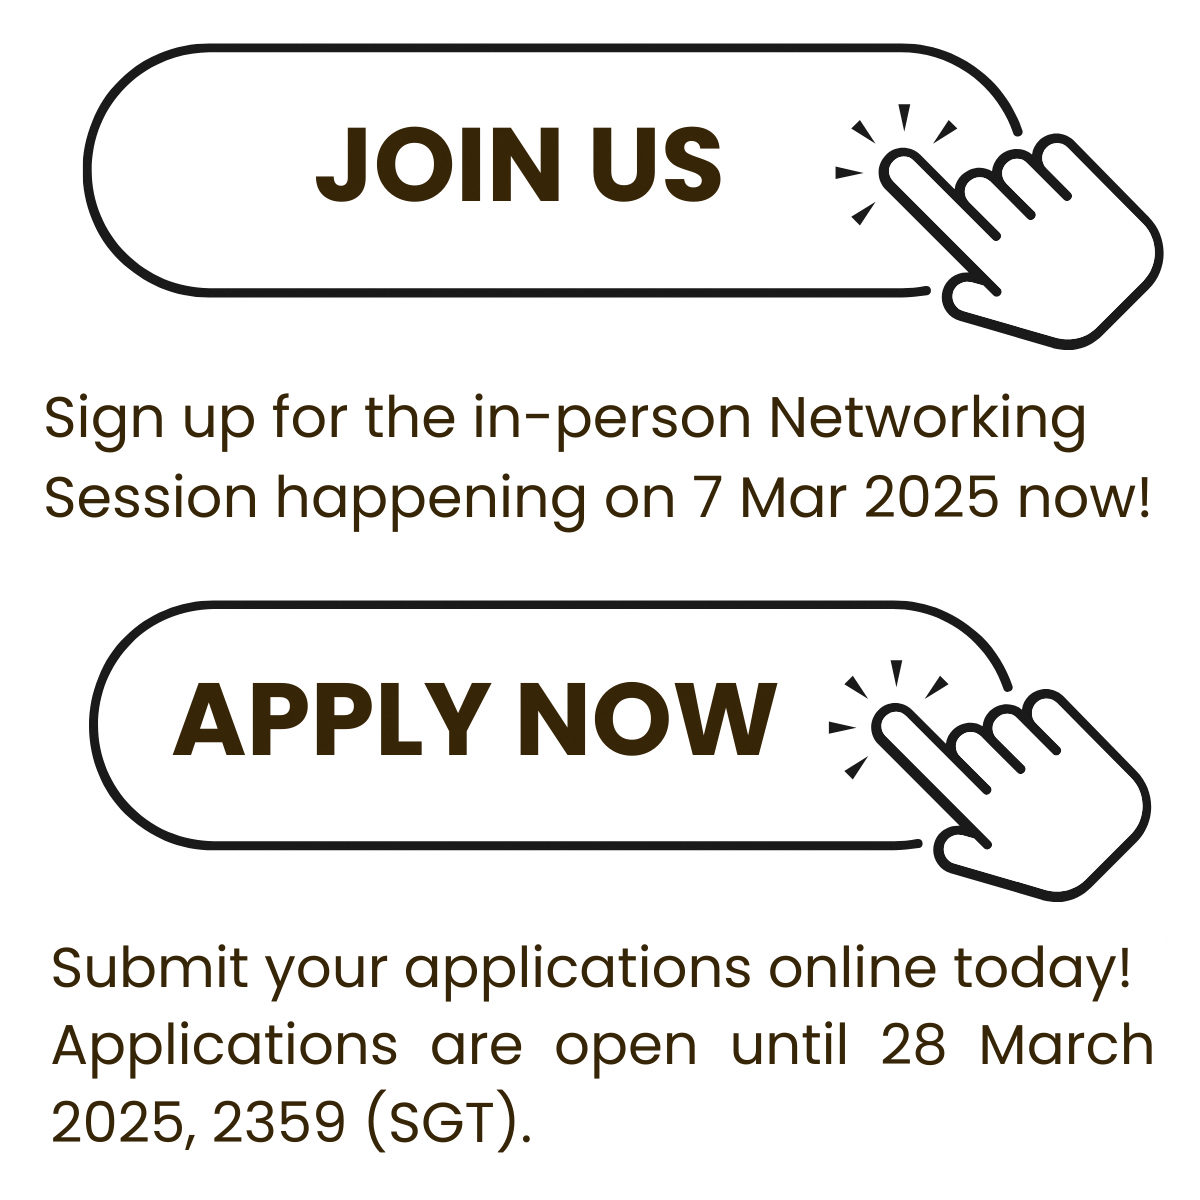 JOIN US
Sign up for the in-person Networking
Session happening on 7 Mar 2025 now!
APPLY NOW
Submit your applications online today!
Applications are open until 28 March
2025, 2359 (SGT).